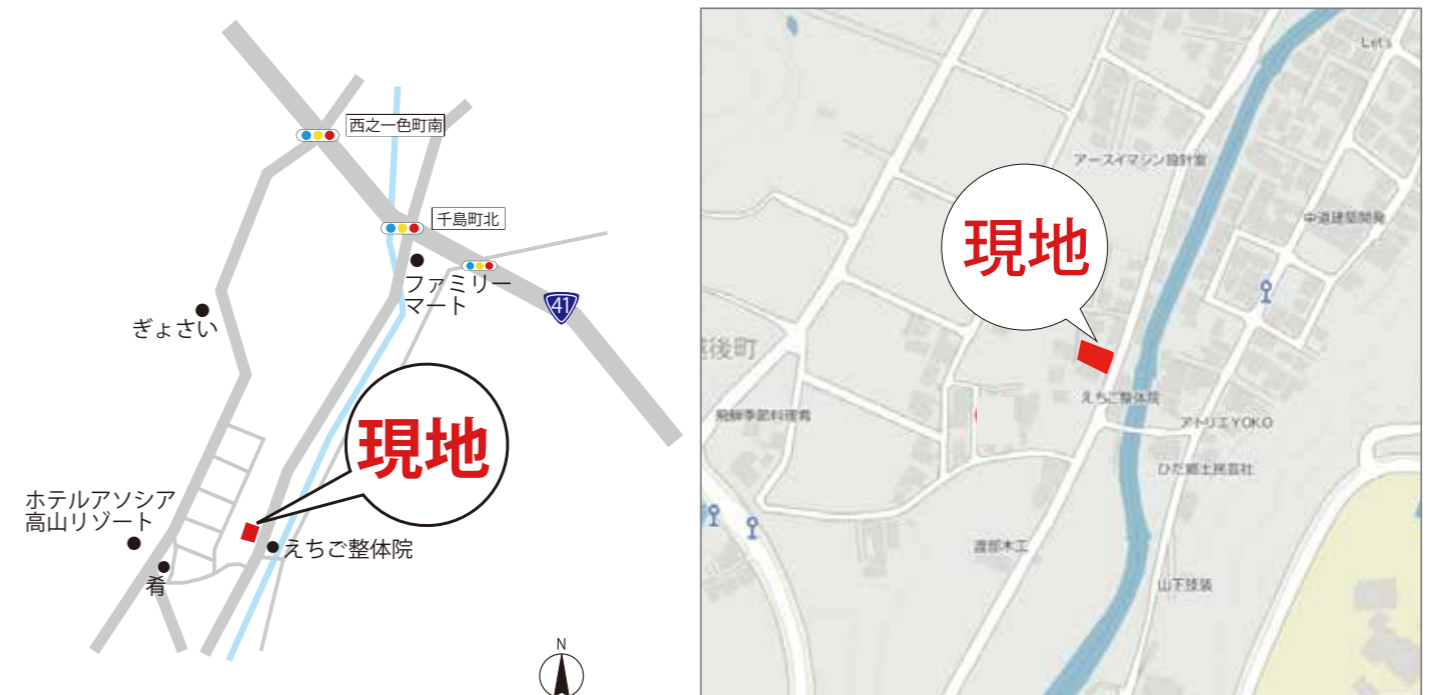 西之一色町南
千島町北
ファミリー
マート
41
ぎょさい
現地
ホテルアソシア
高山リゾート
えちご整体院
肴
N
Let's
アースイマシン設計室
現地
中道建築開発
後町
飛騨季節料理肴
えちご整体院
アトリエYOKO
ひだ郷土民芸社
渡部木工
山下技装